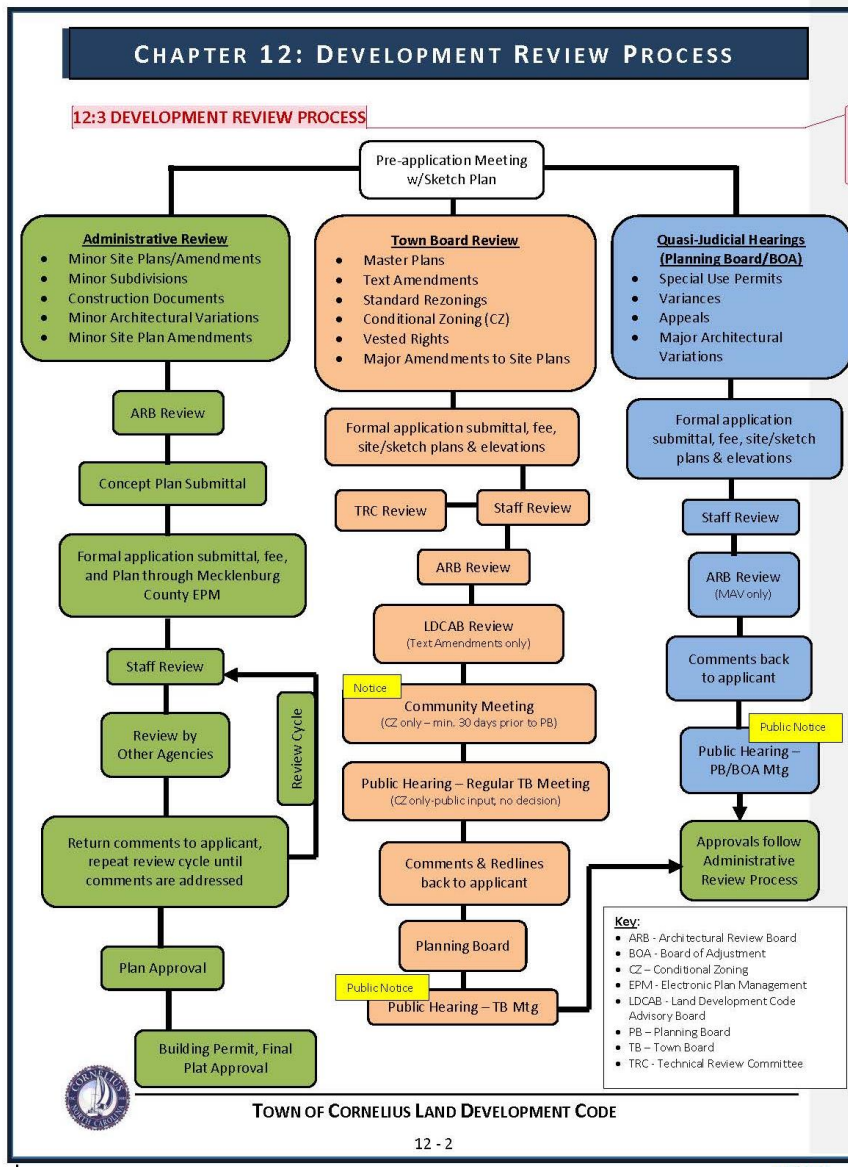 CHAPTER 12: DEVELOPMENT REVIEW PROCESS
12:3 DEVELOPMENT REVIEW PROCESS
Pre-application Meeting
w/Sketch Plan
Administrative Review
• Minor Site Plans/Amendments
• Minor Subdivisions
• Construction Documents
• Minor Architectural Variations
• Minor Site Plan Amendments
ARB Review
Concept Plan Submittal
Formal application submittal, fee,
and Plan through Mecklenburg
County EPM
Staff Review
Review by
Other Agencies
Review Cycle
Return comments to applicant,
repeat review cycle until
comments are addressed
Plan Approval
Building Permit, Final
Plat Approval
Town Board Review
• Master Plans
• Text Amendments
• Standard Rezonings
• Conditional Zoning (CZ)
• Vested Rights
• Major Amendments to Site Plans
Formal application submittal, fee,
site/sketch plans & elevations
TRC Review
Staff Review
ARB Review
LDCAB Review
(Text Amendments only)
Notice
Community Meeting
(CZ only – min. 30 days prior to PB)
Public Hearing – Regular TB Meeting
(CZ only-public input, no decision)
Comments & Redlines
back to applicant
Planning Board
Public Notice
Public Hearing – TB Mtg
Quasi-Judicial Hearings
(Planning Board/BOA)
• Special Use Permits
• Variances
• Appeals
• Major Architectural
Variations
Formal application
submittal, fee, site/sketch
plans & elevations
Staff Review
ARB Review
(MAV only)
Comments back
to applicant
Public Notice
Public Hearing –
PB/BOA Mtg
Approvals follow
Administrative
Review Process
Key:
• ARB - Architectural Review Board
• BOA - Board of Adjustment
• CZ – Conditional Zoning
• EPM - Electronic Plan Management
• LDCAB - Land Development Code
Advisory Board
• PB – Planning Board
• TB – Town Board
• TRC - Technical Review Committee
CORNELIUS
NORTH CAROLINA
TOWN OF CORNELIUS LAND DEVELOPMENT CODE
12 - 2